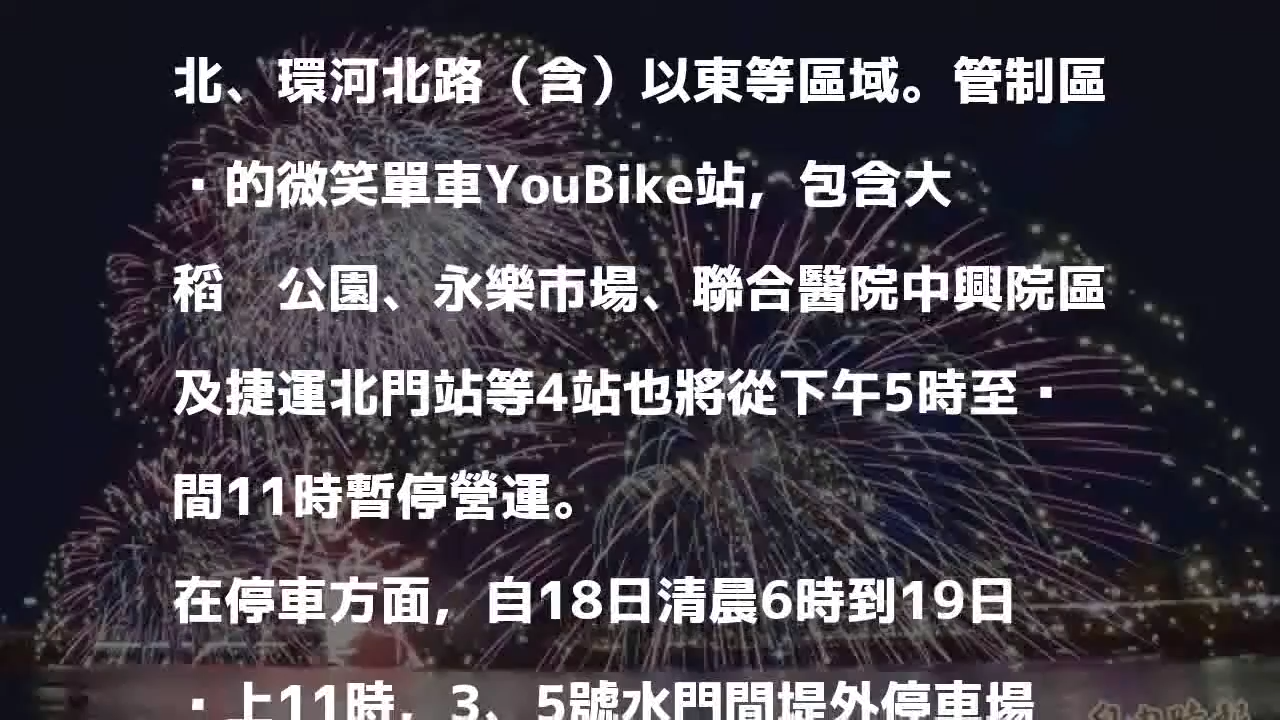 北、環河北路（含）以東等區域。管制區
·的微笑單車YouBike站，包含大
稻　公園、永樂市場、聯合醫院中興院區
及捷運北門站等4站也將從下午5時至·
間11時暫停營運。
在停車方面，自18日清晨6時到19日
·上11時，3、5號水門間堤外停車場